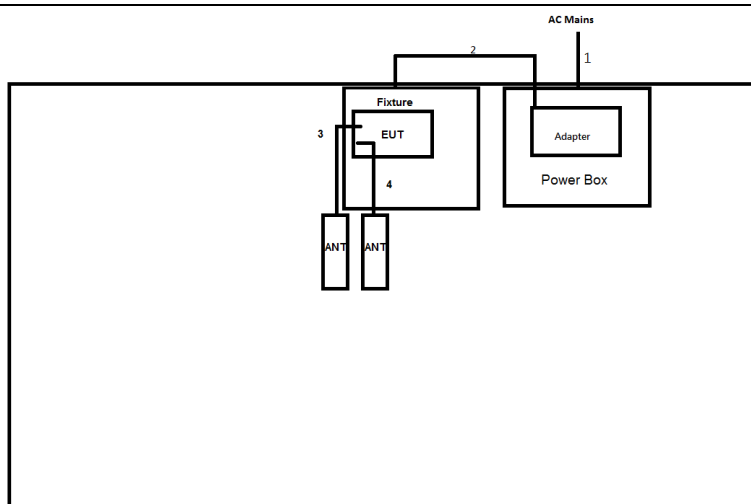 AC Mains
2
1
Fixture
3
EUT
Adapter
4
Power Box
ANT
ANT